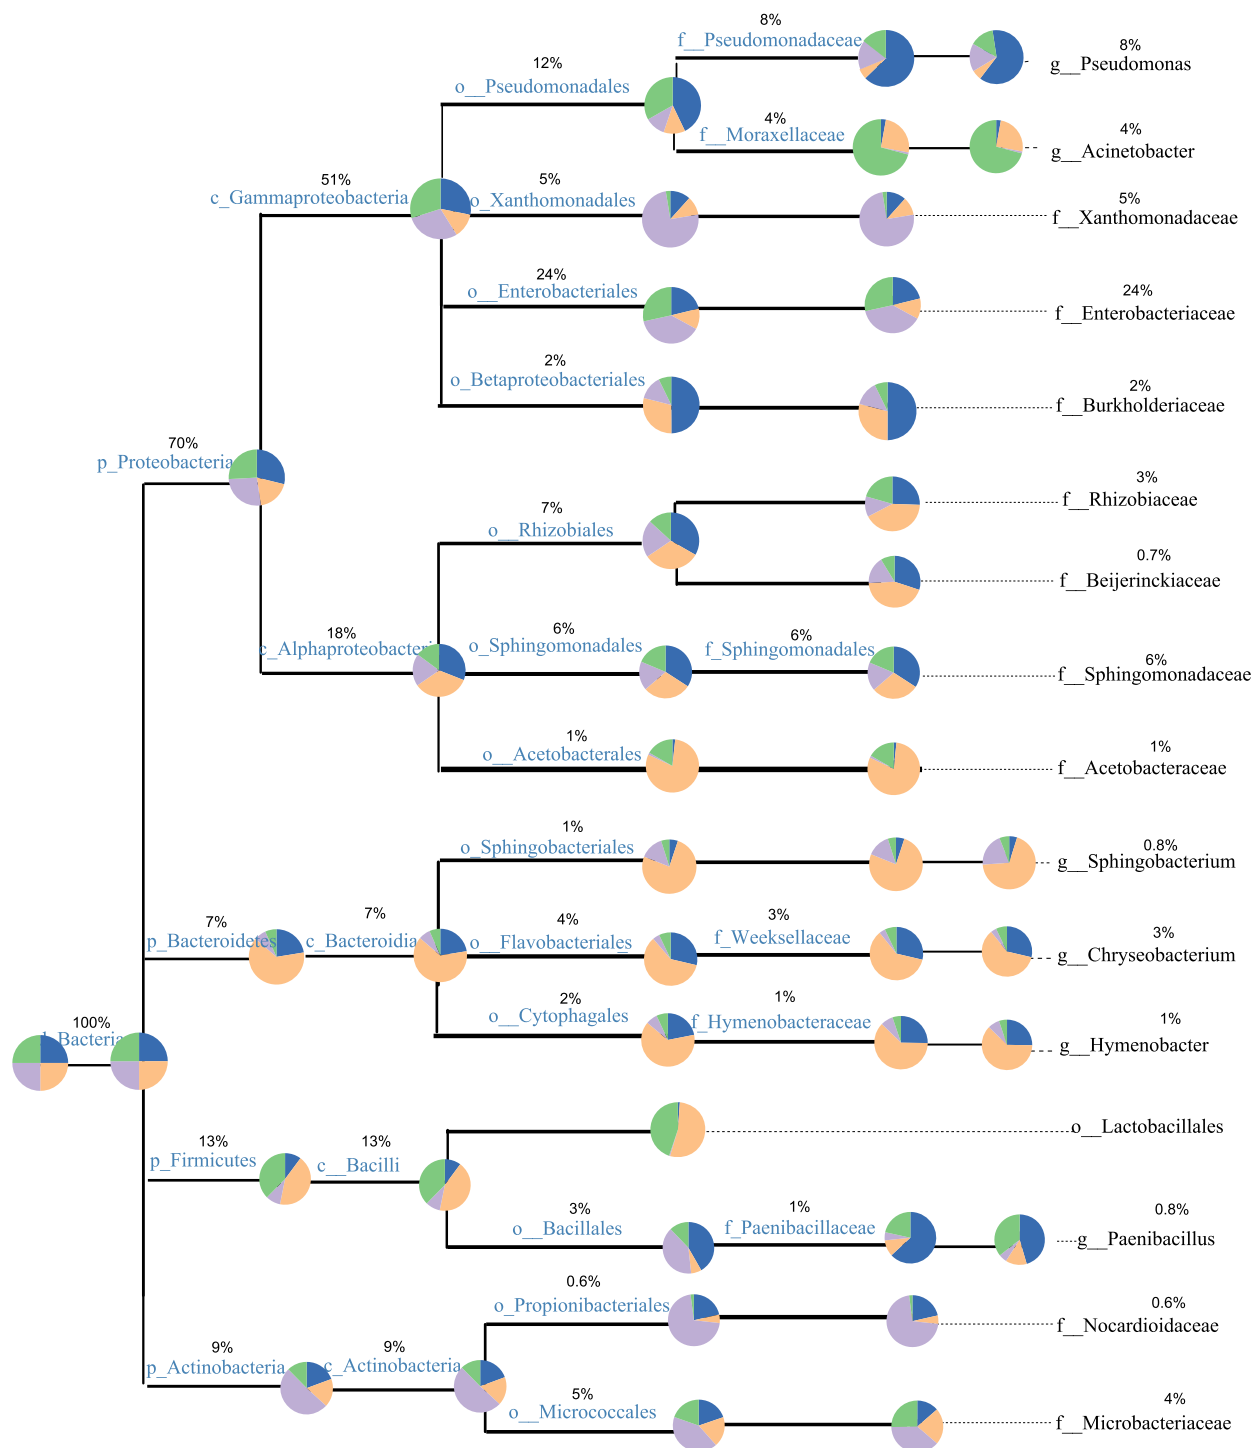 8%
f__Pseudomonadaceae
8%
g__Pseudomonas
12%
o__Pseudomonadales
4%
f__Moraxellaceae
4%
g__Acinetobacter
51%
c_Gammaproteobacteria
5%
o_Xanthomonadales
5%
f__Xanthomonadaceae
24%
o__Enterobacteriales
24%
f__Enterobacteriaceae
2%
o_Betaproteobacteriales
2%
f__Burkholderiaceae
70%
p_Proteobacteria
3%
f__Rhizobiaceae
7%
o__Rhizobiales
0.7%
f__Beijerinckiaceae
18%
c_Alphaproteobacteri
6%
o_Sphingomonadales
6%
f_Sphingomonadales
6%
f__Sphingomonadaceae
1%
o__Acetobacterales
1%
f__Acetobacteraceae
1%
o_Sphingobacteriales
0.8%
g__Sphingobacterium
7%
p_Bacteroidetes
7%
c_Bacteroidia
4%
o__Flavobacteriales
3%
f_Weeksellaceae
3%
g__Chryseobacterium
2%
o__Cytophagales
1%
f_Hymenobacteraceae
1%
g__Hymenobacter
100%
Bacteria
o__Lactobacillales
13%
p_Firmicutes
13%
c__Bacilli
3%
o__Bacillales
1%
f_Paenibacillaceae
0.8%
g__Paenibacillus
0.6%
o_Propionibacteriales
0.6%
f__Nocardioidaceae
9%
p_Actinobacteria
9%
c_Actinobacteria
5%
o__Micrococcales
4%
f__Microbacteriaceae